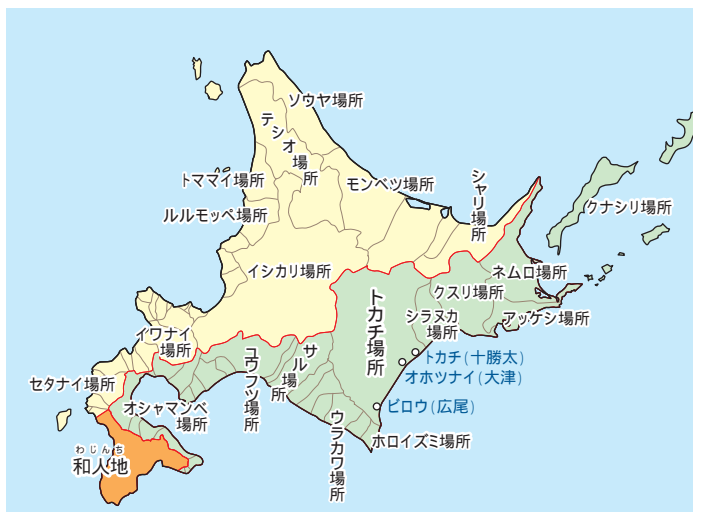 ソウヤ場所
テシオ場所
トママイ場所
モンベツ場所
シャリ場所
ルルモッペ場所
クナシリ場所
イシカリ場所
ネムロ場所
クスリ場所
トカチ場所
シラヌカ
場所
アッケシ場所
イワナイ
場所
サル場所
ユウフツ場所
トカチ(十勝太)
オホツナイ(大津)
セタナイ場所
オシャマンベ
場所
ビロウ(広尾)
ウラカワ場所
ホロイズミ場所
わじんち
和人地